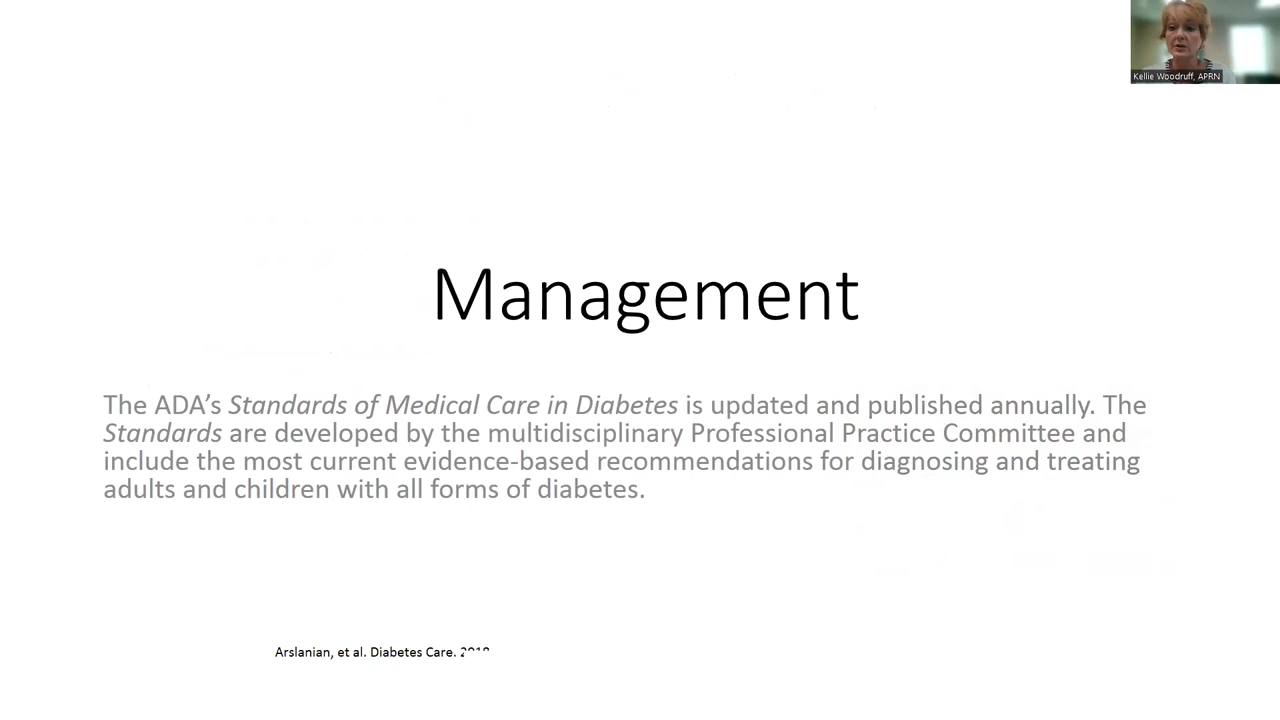 Kellie Woodruff, APRN
Management
The ADA's Standards of Medical Care in Diabetes is updated and published annually. The
Standards are developed by the multidisciplinary Professional Practice Committee and
include the most current evidence-based recommendations for diagnosing and treating
adults and children with all forms of diabetes.
Arslanian, et al. Diabetes Care.